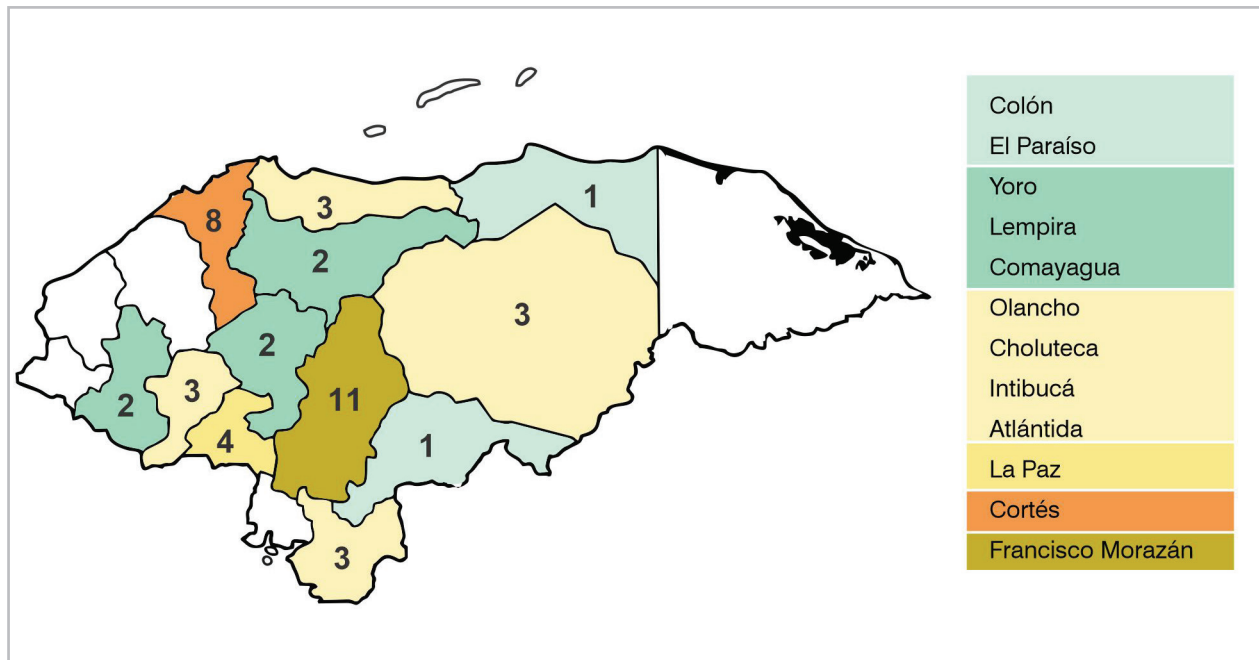 1
3
8
2
3
2
3
11
2
4
1
3
Colón
El Paraíso
Yoro
Lempira
Comayagua
Olancho
Choluteca
Intibucá
Atlántida
La Paz
Cortés
Francisco Morazán